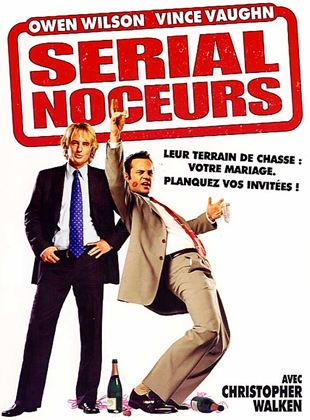 OWEN WILSON VINCE VAUGHN
SERIAL
NOCEURS
LEUR TERRAIN DE CHASSE :
VOTRE MARIAGE.
PLANQUEZ VOS INVITÉES !
AVEC
CHRISTOPHER
WALKEN